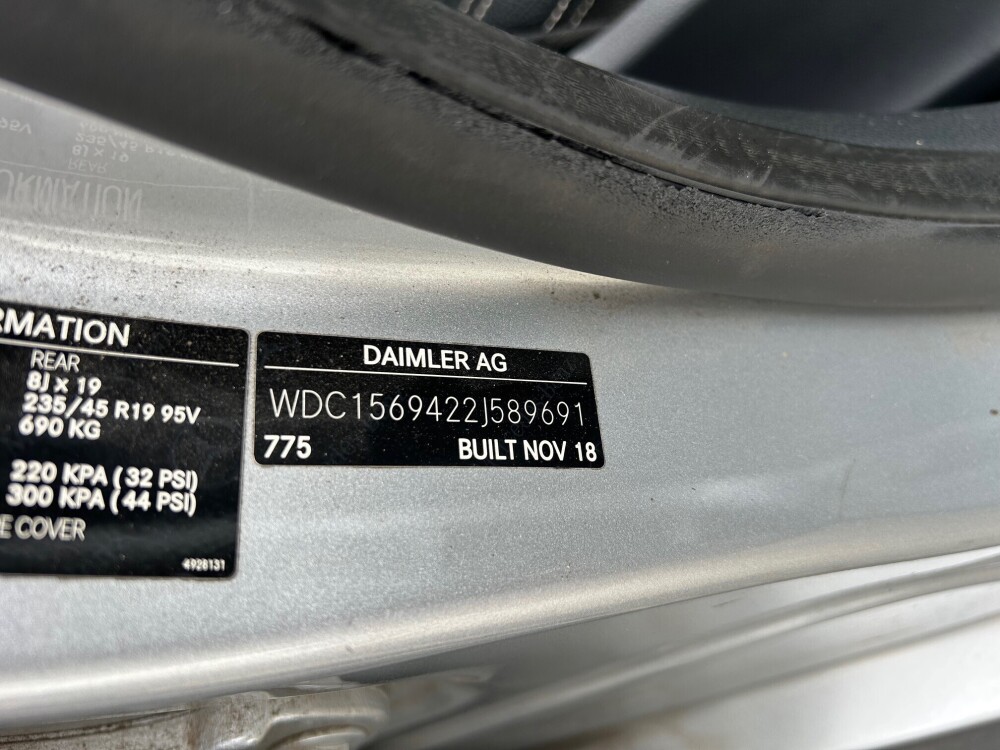 RMATION
REAR
8J x 19
235/45 R19 95V
690 KG
220 KPA ( 32 PSI)
300 KPA ( 44 PSI)
E COVER
4928131
DAIMLER AG
WDC1569422J589691
775 BUILT NOV 18